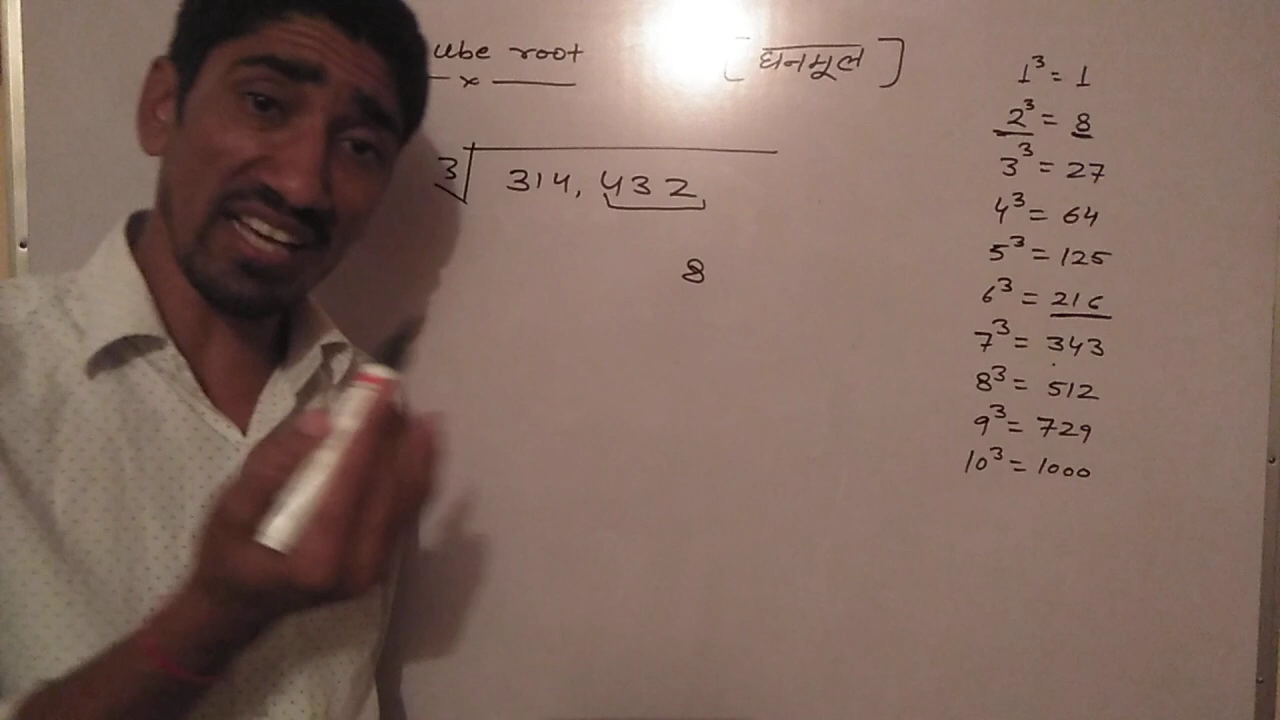 ube root
[घनमूल]
x
3√314,432
8
1³ = 1
2³ = 8
3³ = 27
4³ = 64
5³ = 125
6³ = 216
7³ = 343
8³ = 512
9³ = 729
10³ = 1000